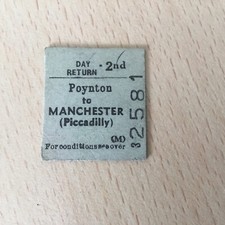 DAY · 2nd
RETURN
Poynton
to
MANCHESTER
(Piccadilly)
(M)
For conditions see over
32581